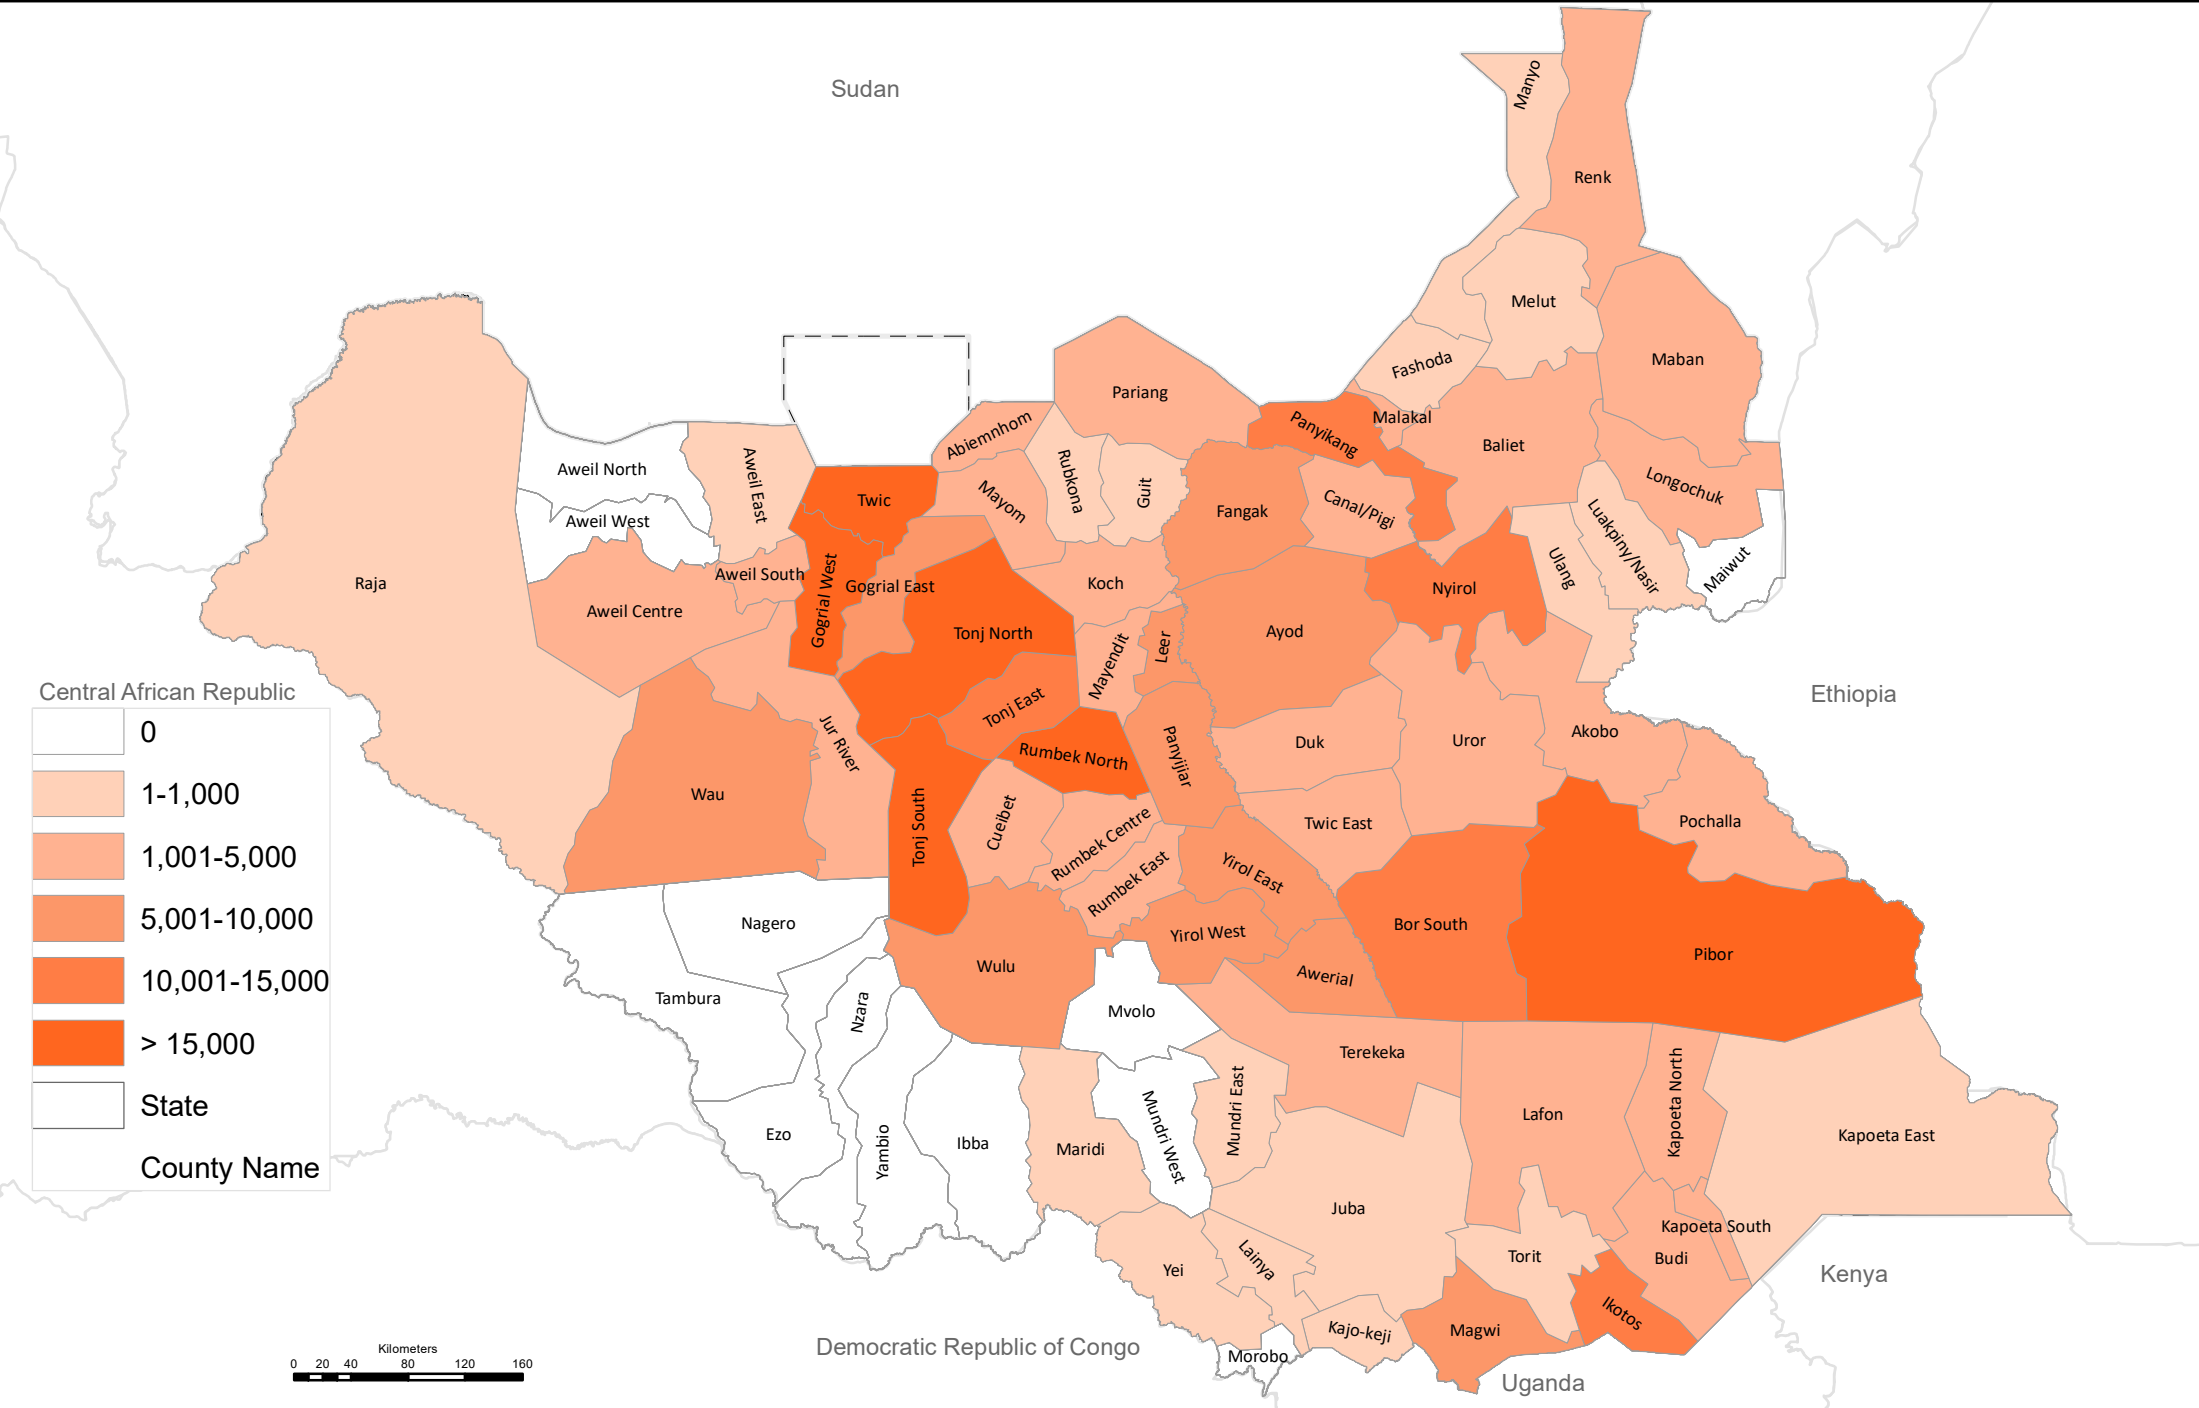 Sudan
Manyo
Renk
Melut
Fashoda
Maban
Pariang
Abiemnhom
Panyikang
Malakal
Baliet
Longochuk
Aweil North
Aweil East
Twic
Mayom
Rubkona
Guit
Fangak
Canal/Pigi
Luakpiny/Nasir
Ulang
Maiwut
Aweil West
Aweil South
Gogrial West
Gogrial East
Koch
Nyirol
Raja
Aweil Centre
Tonj North
Mayendit
Leer
Ayod
Ethiopia
Central African Republic
Tonj East
Jur River
Rumbek North
Panyijiar
Duk
Uror
Akobo
Wau
Tonj South
Cueibet
Rumbek Centre
Rumbek East
Twic East
Pochalla
Yirol East
Nagero
Yirol West
Bor South
Pibor
Wulu
Awerial
Tambura
Nzara
Mvolo
Terekeka
Mundri East
Kapoeta North
Lafon
Kapoeta East
Ezo
Yambio
Ibba
Maridi
Mundri West
Juba
Kapoeta South
Torit
Budi
Yei
Lainya
Kenya
Ikotos
Magwi
Kajo-keji
Morobo
Democratic Republic of Congo
Uganda
0
1-1,000
1,001-5,000
5,001-10,000
10,001-15,000
> 15,000
State
County Name
Kilometers
0 20 40 80 120 160